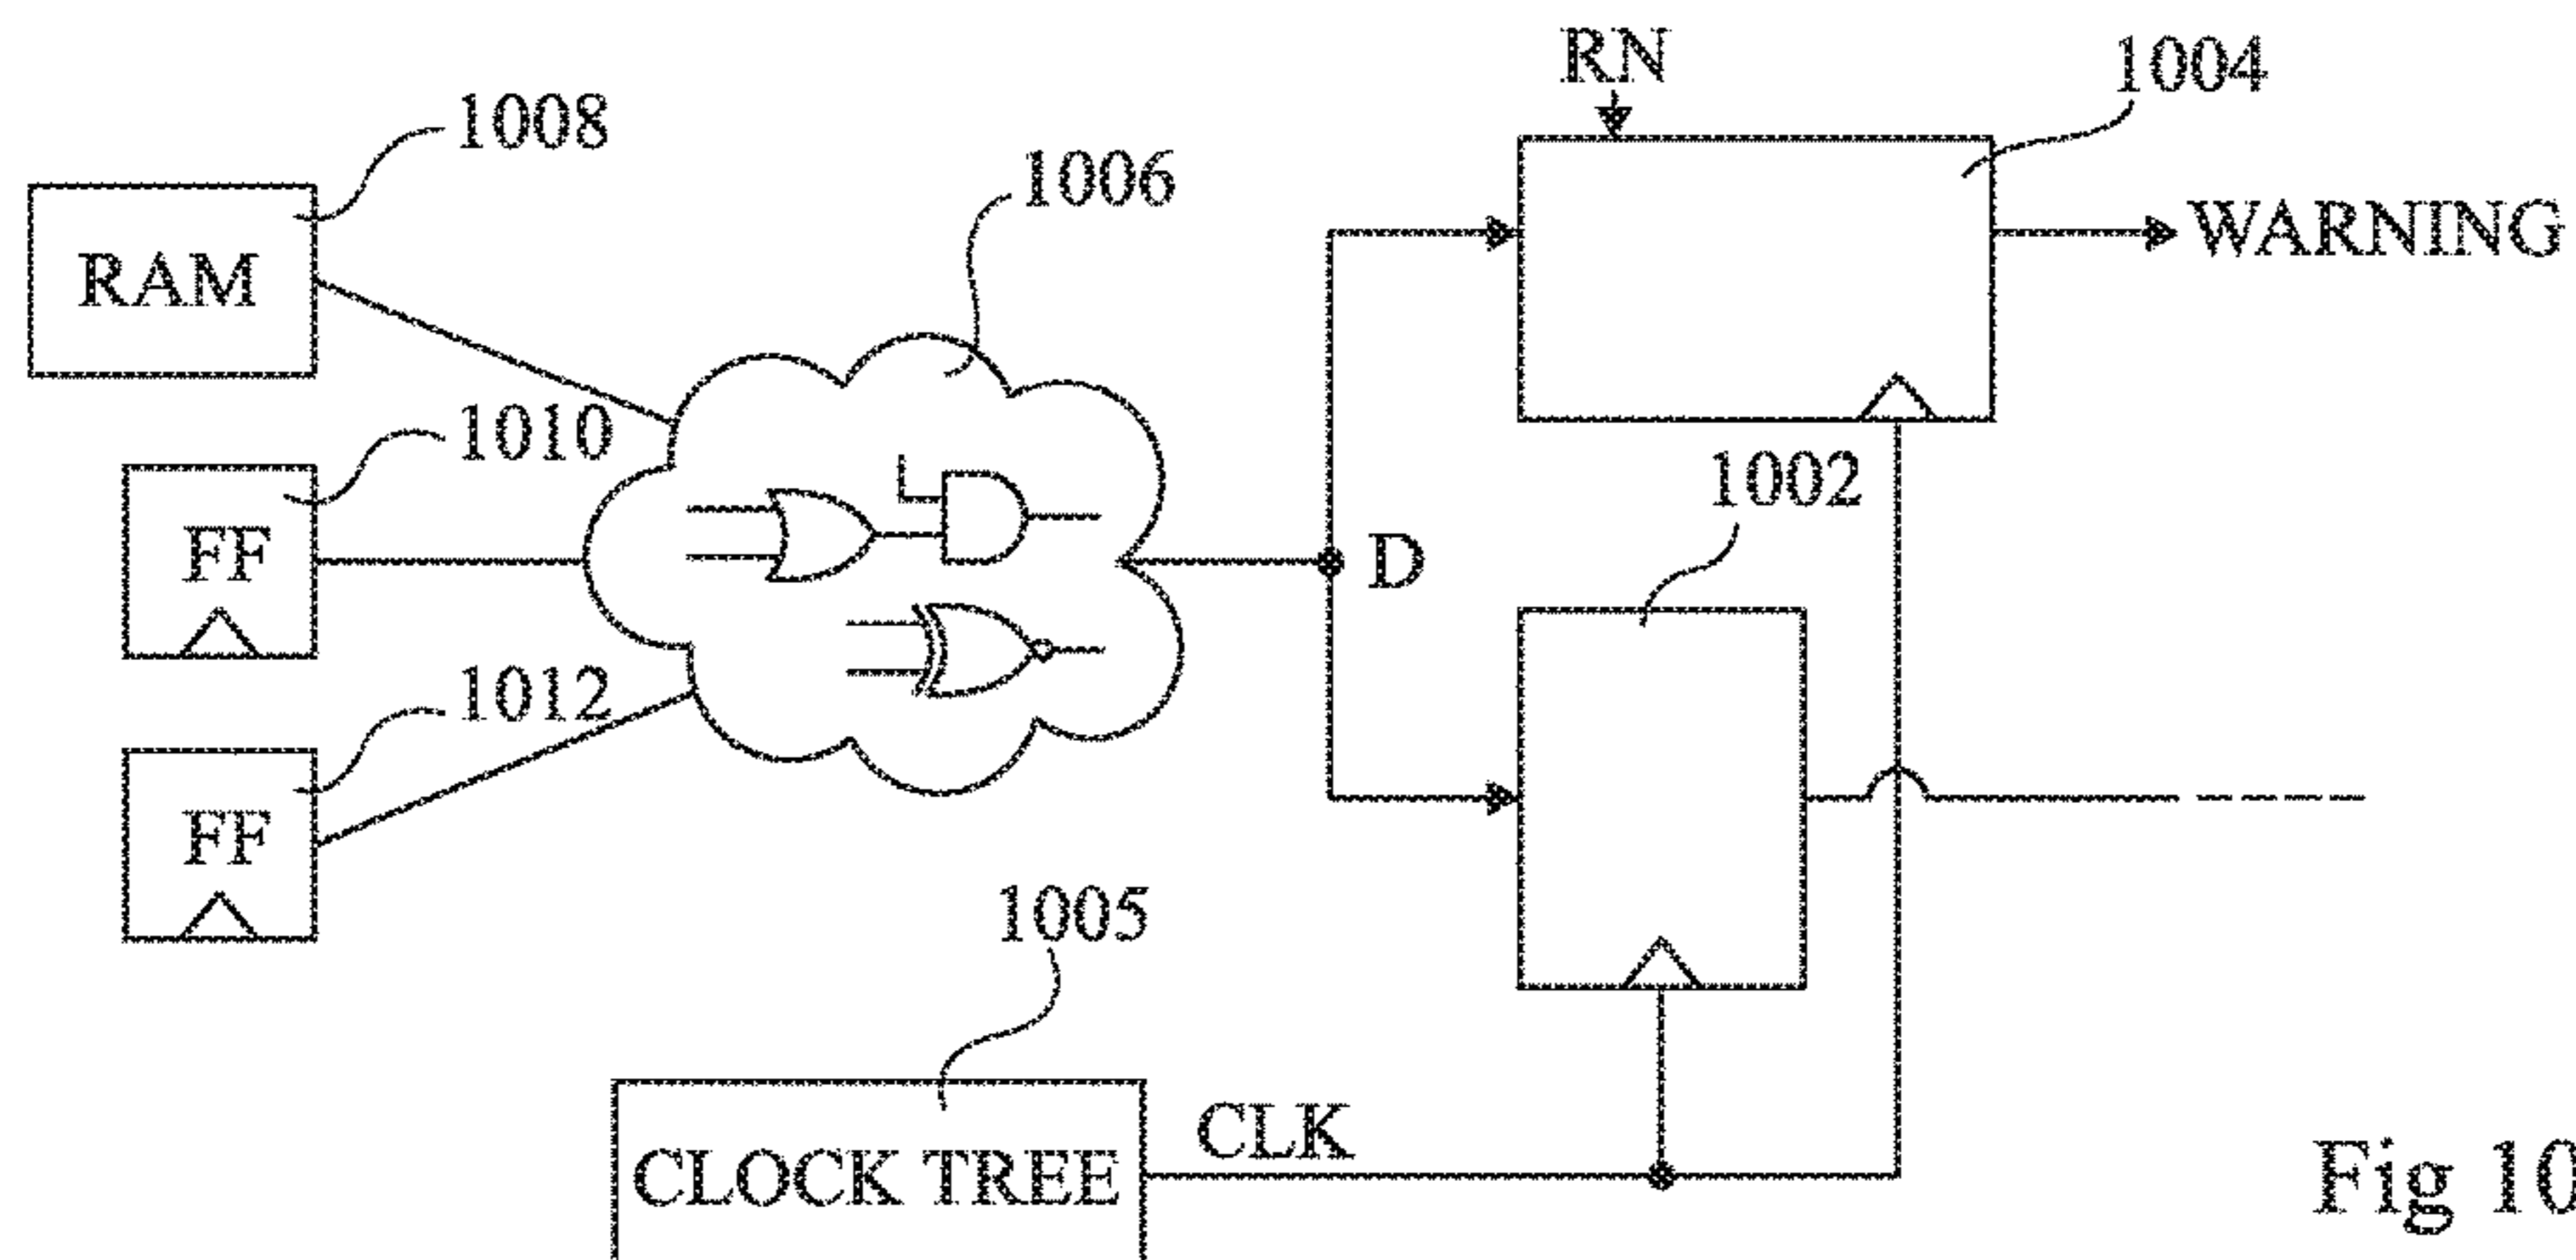 RN
1004
1008
1006
WARNING
RAM
1010
1002
FF
D
1012
FF
1005
CLK
CLOCK TREE
Fig 10